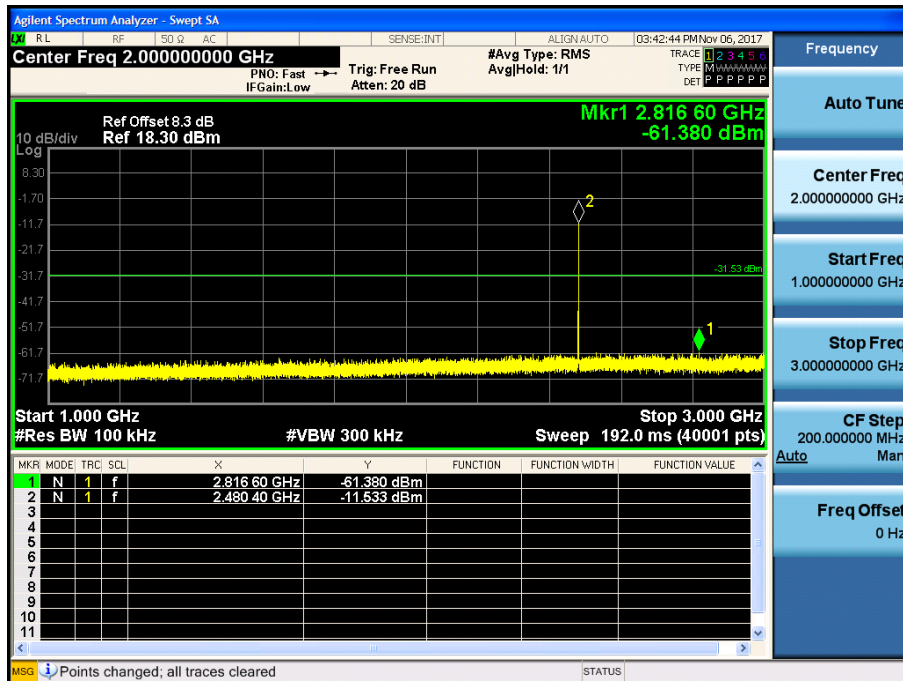 Agilent Spectrum Analyzer - Swept SA
LXI RL RF 50 Ω AC SENSE:INT ALIGN AUTO 03:42:44 PM Nov 06, 2017
Center Freq 2.000000000 GHz
#Avg Type: RMS
Avg|Hold: 1/1
PNO: Fast
IFGain:Low
Trig: Free Run
Atten: 20 dB
TRACE 1 2 3 4 5 6
TYPE M WWWWW
DET P P P P P P
Mkr1 2.816 60 GHz
-61.380 dBm
Ref Offset 8.3 dB
10 dB/div Ref 18.30 dBm
Log
8.30
-1.70
-11.7
-21.7
-31.7
-41.7
-51.7
-61.7
-71.7
2
-31.53 dBm
1
Start 1.000 GHz Stop 3.000 GHz
#Res BW 100 kHz #VBW 300 kHz Sweep 192.0 ms (40001 pts)
MKR MODE TRC SCL X Y FUNCTION FUNCTION WIDTH FUNCTION VALUE
1 N 1 f 2.816 60 GHz -61.380 dBm
2 N 1 f 2.480 40 GHz -11.533 dBm
3
4
5
6
7
8
9
10
11
MSG Points changed; all traces cleared STATUS
Frequency
Auto Tune
Center Freq
2.000000000 GHz
Start Freq
1.000000000 GHz
Stop Freq
3.000000000 GHz
CF Step
200.000000 MHz
Auto Man
Freq Offset
0 Hz